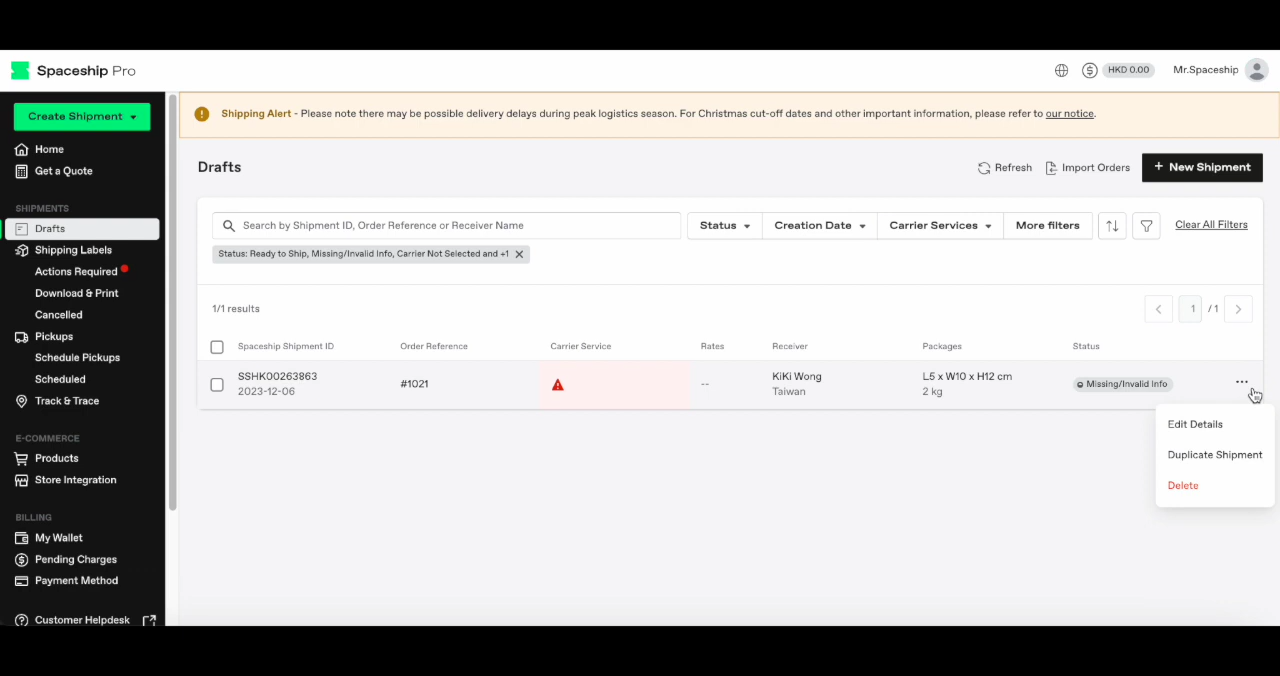 Spaceship Pro
HKD 0.00
Mr.Spaceship
Create Shipment
Home
Get a Quote
SHIPMENTS
Drafts
Shipping Labels
Actions Required
Download & Print
Cancelled
Pickups
Schedule Pickups
Scheduled
Track & Trace
E-COMMERCE
Products
Store Integration
BILLING
My Wallet
Pending Charges
Payment Method
Customer Helpdesk
Shipping Alert - Please note there may be possible delivery delays during peak logistics season. For Christmas cut-off dates and other important information, please refer to our notice.
Drafts
Refresh
Import Orders
+ New Shipment
Search by Shipment ID, Order Reference or Receiver Name
Status
Creation Date
Carrier Services
More filters
Clear All Filters
Status: Ready to Ship, Missing/Invalid Info, Carrier Not Selected and +1
1/1 results
1 / 1
Spaceship Shipment ID Order Reference Carrier Service Rates Receiver Packages Status
SSHK00263863 #1021 -- KiKi Wong L5 x W10 x H12 cm Missing/Invalid Info
2023-12-06 Taiwan 2 kg
Edit Details
Duplicate Shipment
Delete